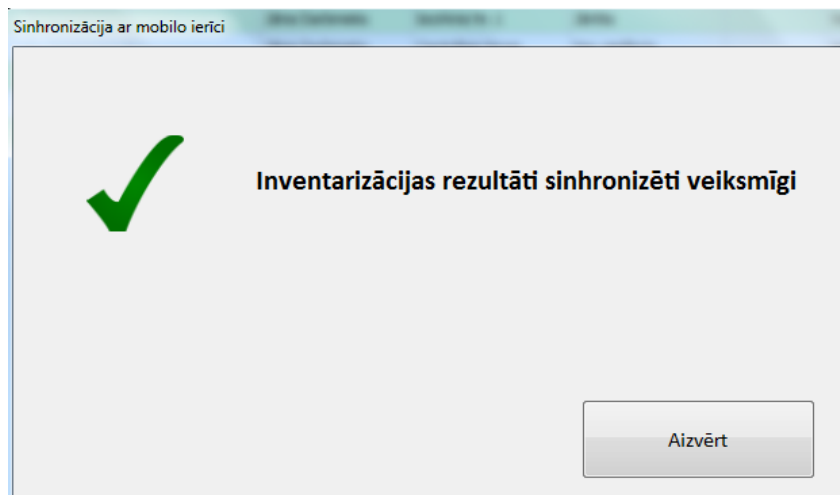 Sinhronizācija ar mobilo ierīci
Inventarizācijas rezultāti sinhronizēti veiksmīgi
Aizvērt